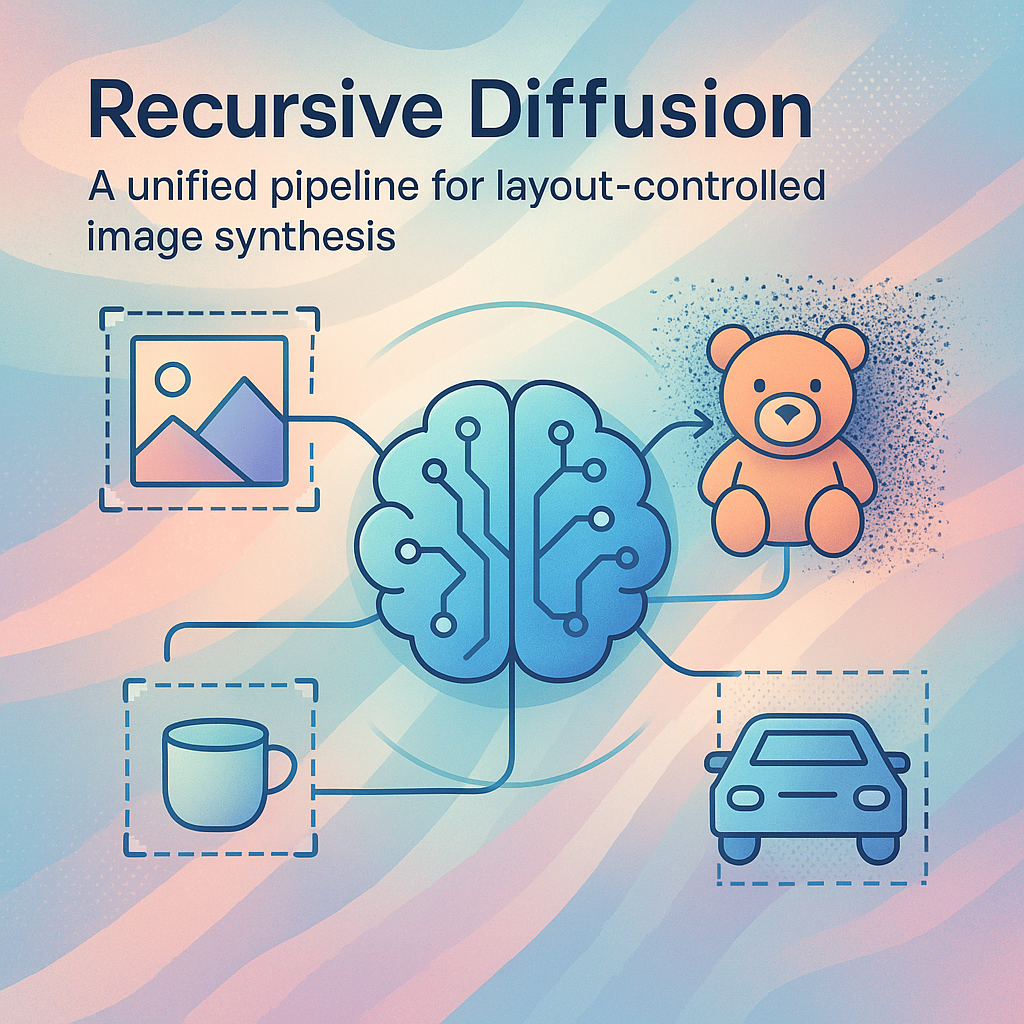 Recursive Diffusion
A unified pipeline for layout-controlled
image synthesis